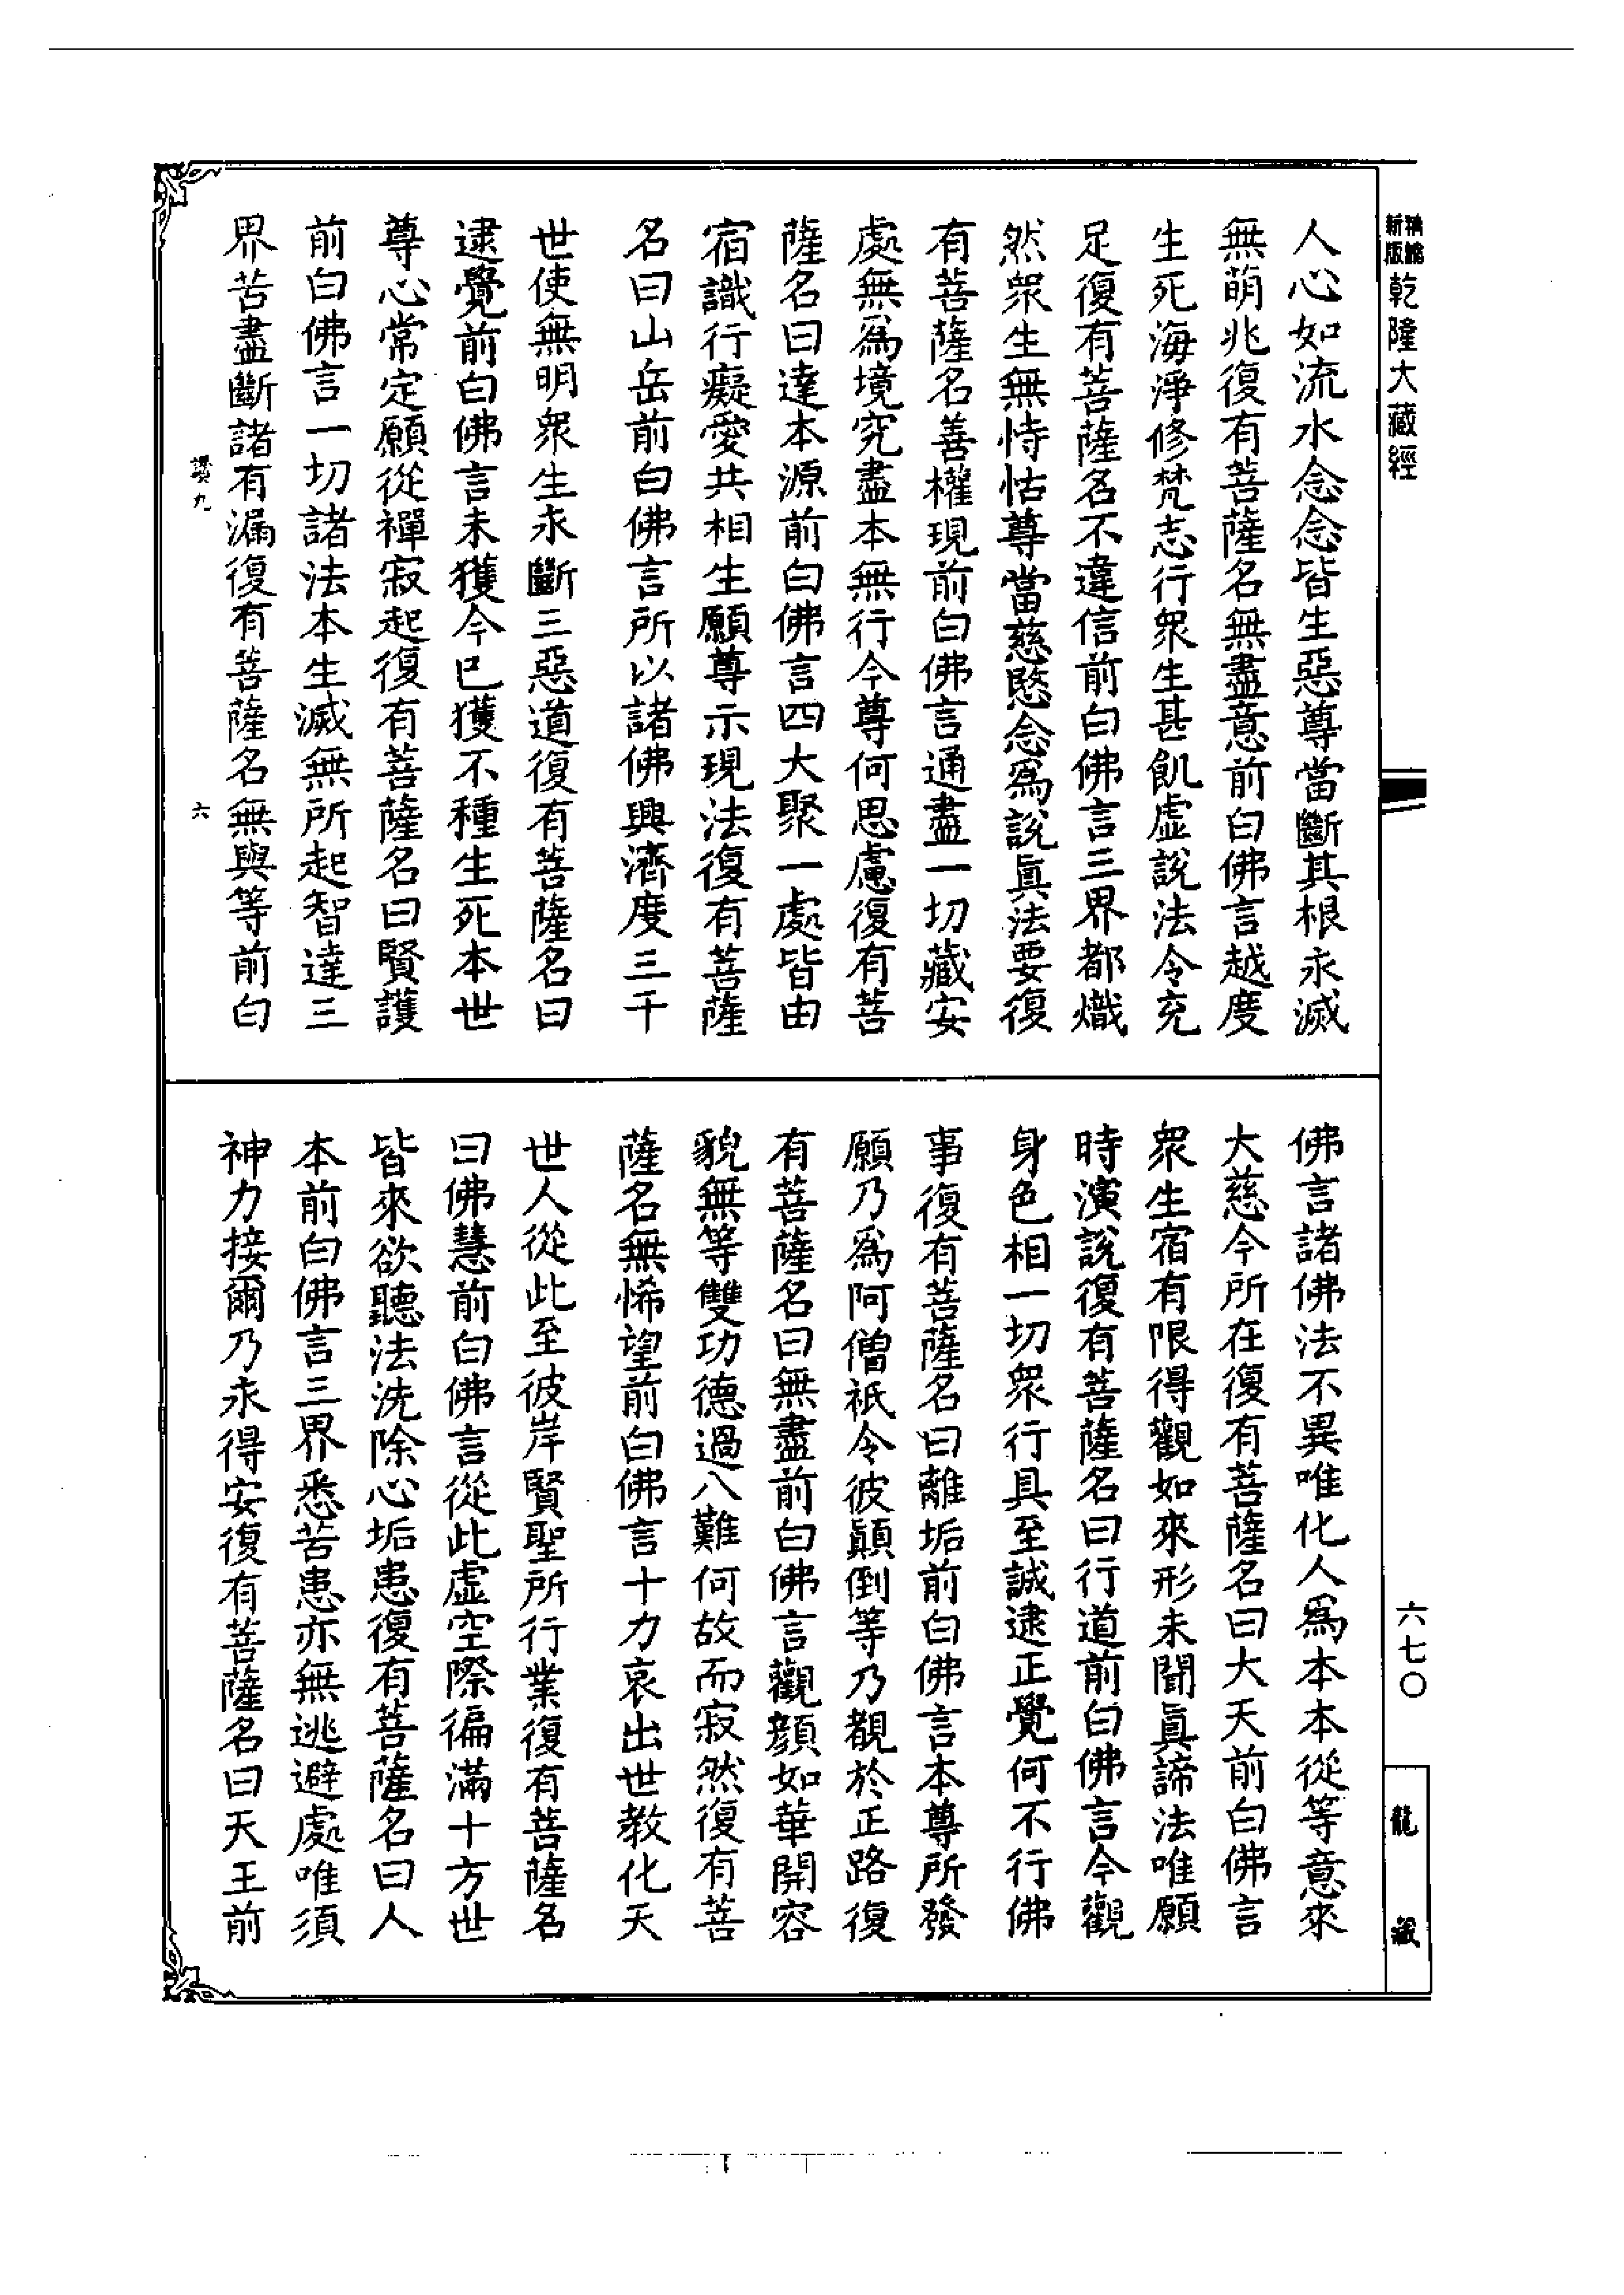 精縮新版乾隆大藏經
六七〇
龍藏
人心如流水念念皆生惡尊當斷其根永滅
無萌兆復有菩薩名無盡意前白佛言越度
生死海淨修梵志行衆生甚飢虛說法令充
足復有菩薩名不違信前白佛言三界都熾
然衆生無恃怙尊當慈愍念爲說眞法要復
有菩薩名善權現前白佛言通盡一切藏安
處無爲境究盡本無行今尊何思慮復有菩
薩名曰達本源前白佛言四大聚一處皆由
宿識行癡愛共相生願尊示現法復有菩薩
名曰山岳前白佛言所以諸佛興濟度三千
世使無明衆生永斷三惡道復有菩薩名曰
逮覺前白佛言未獲今已獲不種生死本世
尊心常定願從禪寂起復有菩薩名曰賢護
前白佛言一切諸法本生滅無所起智達三
界苦盡斷諸有漏復有菩薩名無與等前白
讚九
六
佛言諸佛法不異唯化人爲本本從等意來
大慈今所在復有菩薩名曰大天前白佛言
衆生宿有限得觀如來形未聞眞諦法唯願
時演說復有菩薩名曰行道前白佛言今觀
身色相一切衆行具至誠逮正覺何不行佛
事復有菩薩名曰離垢前白佛言本尊所發
願乃爲阿僧祇令彼顛倒等乃覩於正路復
有菩薩名曰無盡前白佛言觀顔如華開容
貌無等雙功德過八難何故而寂然復有菩
薩名無悕望前白佛言十力哀出世教化天
世人從此至彼岸賢聖所行業復有菩薩名
曰佛慧前白佛言從此虛空際徧滿十方世
皆來欲聽法洗除心垢患復有菩薩名曰人
本前白佛言三界悉苦患亦無逃避處唯須
神力接爾乃永得安復有菩薩名曰天王前